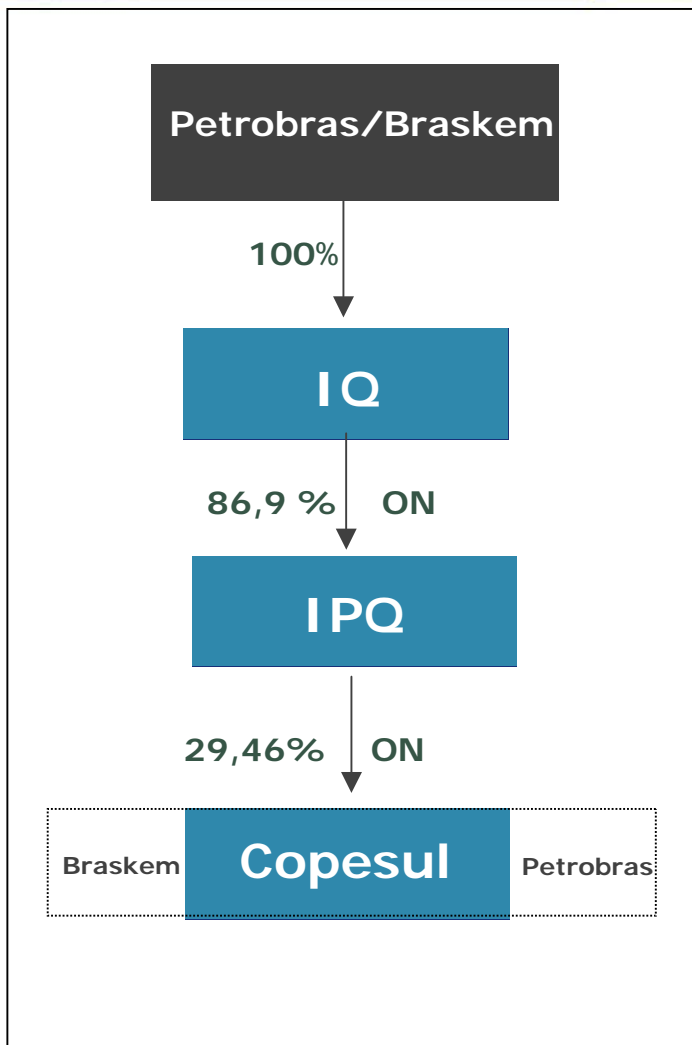 Petrobras/Braskem
100%
IQ
86,9 % ON
IPQ
29,46% ON
Braskem Copesul Petrobras